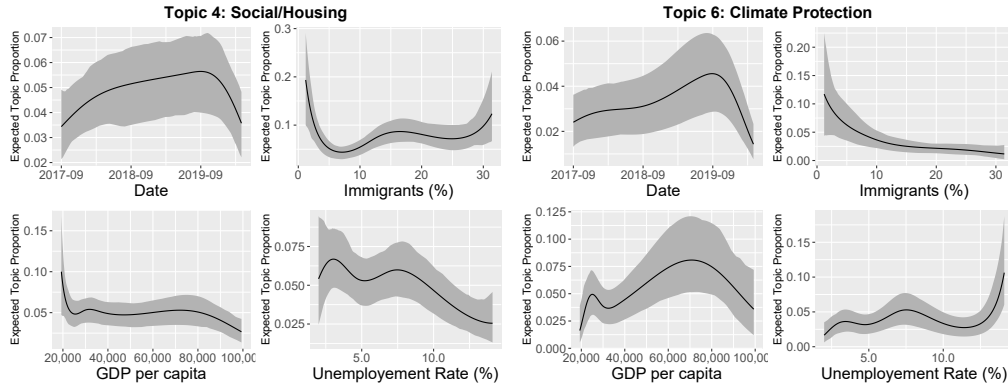 Topic 4: Social/Housing
Topic 6: Climate Protection
Expected Topic Proportion
0.07
0.06
0.05
0.04
0.03
0.02
2017-09 2018-09 2019-09
Date
Expected Topic Proportion
0.3
0.2
0.1
0 10 20 30
Immigrants (%)
Expected Topic Proportion
0.06
0.04
0.02
2017-09 2018-09 2019-09
Date
Expected Topic Proportion
0.20
0.15
0.10
0.05
0.00
0 10 20 30
Immigrants (%)
Expected Topic Proportion
0.15
0.10
0.05
20,000 40,000 60,000 80,000 100,00
GDP per capita
Expected Topic Proportion
0.075
0.050
0.025
5.0 10.0
Unemployment Rate (%)
Expected Topic Proportion
0.125
0.100
0.075
0.050
0.025
0.000
20,000 40,000 60,000 80,000 100,00
GDP per capita
Expected Topic Proportion
0.15
0.10
0.05
0.00
5.0 10.0
Unemployment Rate (%)